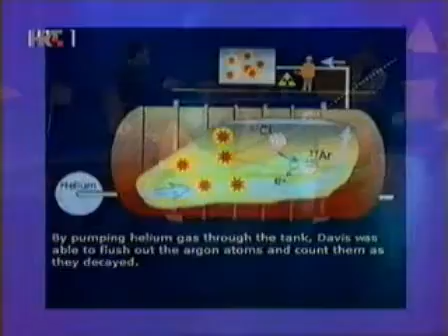 HRT 1
³⁷Cl
³⁷Ar
e-
Helium
By pumping helium gas through the tank, Davis was
able to flush out the argon atoms and count them as
they decayed.